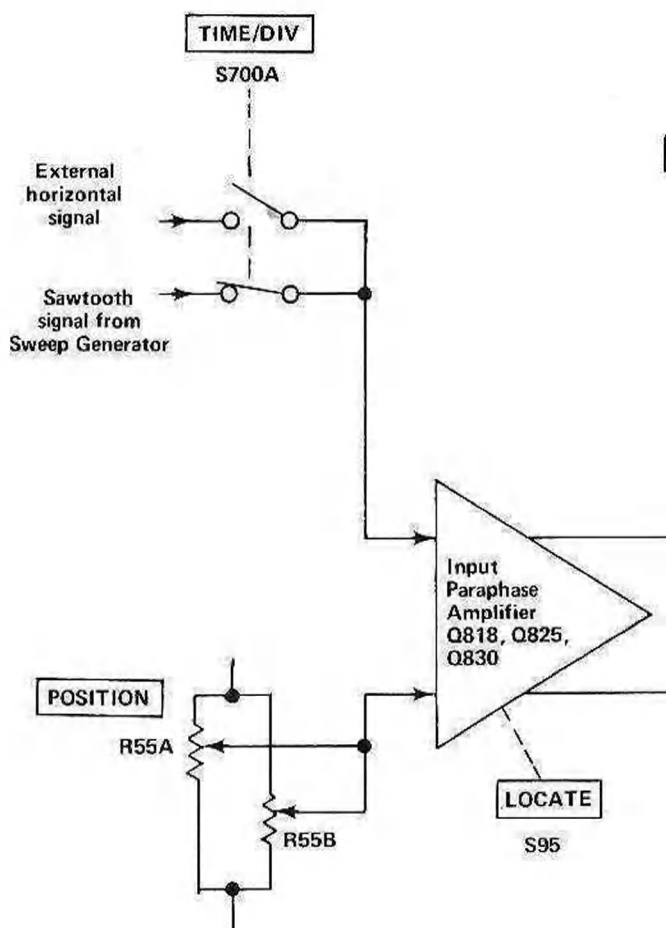 TIME/DIV
S700A
External
horizontal
signal
Sawtooth
signal from
Sweep Generator
Input
Paraphase
Amplifier
Q818, Q825,
Q830
POSITION
R55A
R55B
LOCATE
S95